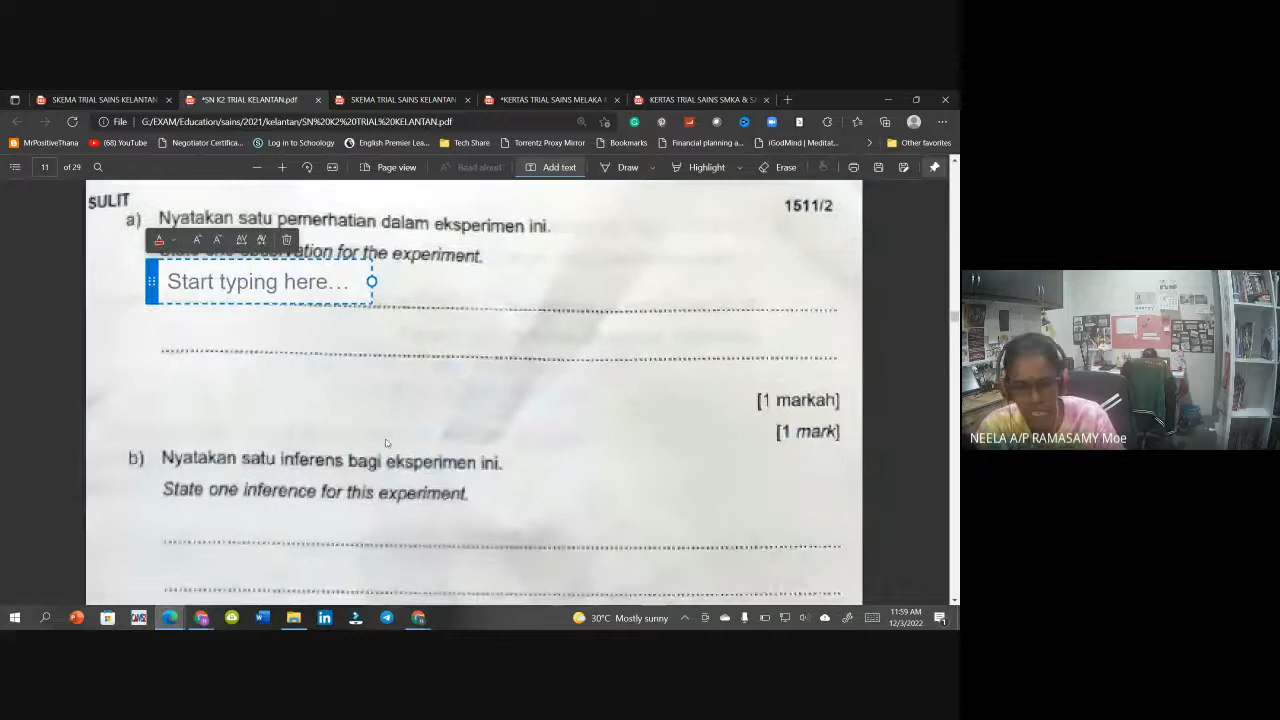 SKEMA TRIAL SAINS KELANTAN
*SN K2 TRIAL KELANTAN.pdf
SKEMA TRIAL SAINS KELANTAN
*KERTAS TRIAL SAINS MELAKA
KERTAS TRIAL SAINS SMKA &
File
G:/EXAM/Education/sains/2021/kelantan/SN%20K2%20TRIAL%20KELANTAN.pdf
MrPositiveThana
(68) YouTube
Negotiator Certifica...
Log in to Schoology
English Premier Lea...
Tech Share
Torrentz Proxy Mirror
Bookmarks
Financial planning a...
iGodMind | Meditat...
Other favorites
11 of 29
Page view
Read aloud
Add text
Draw
Highlight
Erase
SULIT
1511/2
a) Nyatakan satu pemerhatian dalam eksperimen ini.
observation for the experiment.
Start typing here...
[1 markah]
[1 mark]
b) Nyatakan satu inferens bagi eksperimen ini.
State one inference for this experiment.
NEELA A/P RAMASAMY Moe
30°C Mostly sunny
11:59 AM
12/3/2022